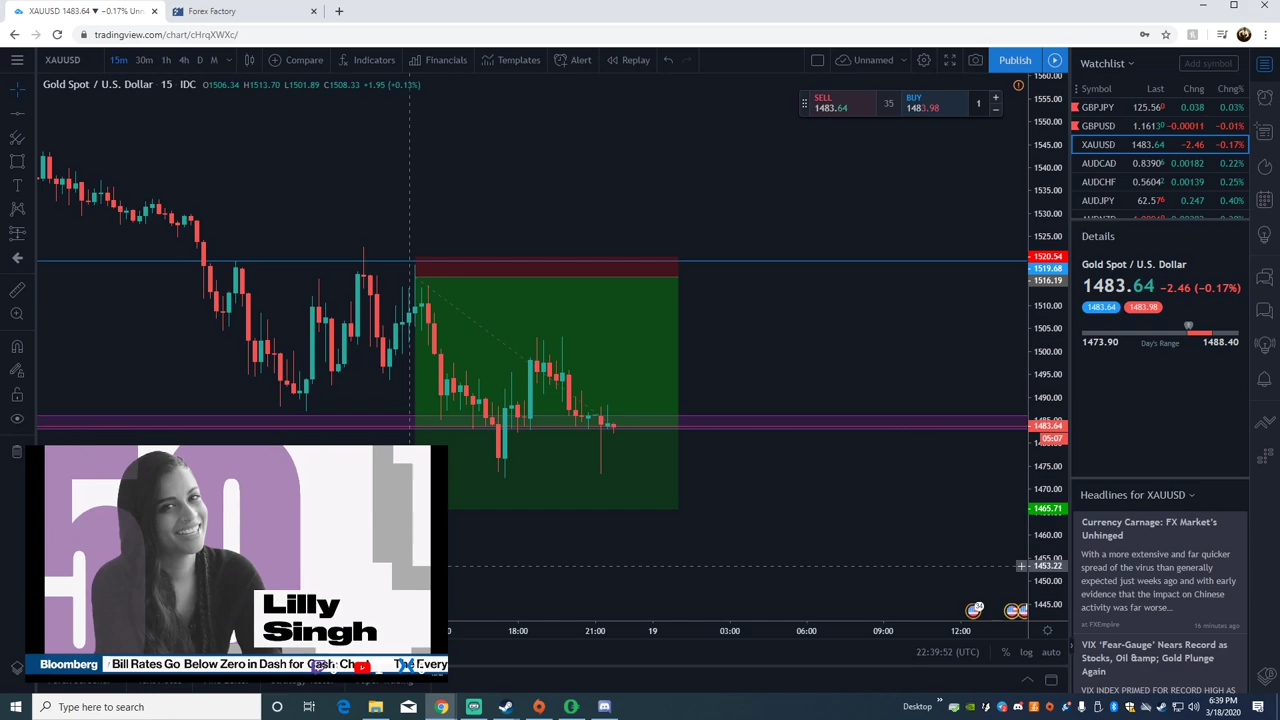 XAUUSD 1483.64 ▼ −0.17% Unn
Forex Factory
tradingview.com/chart/cHrqXWXc/
XAUUSD 15m 30m 1h 4h D M Compare Indicators Financials Templates Alert Replay Unnamed Publish
Gold Spot / U.S. Dollar · 15 · IDC O1506.34 H1513.70 L1501.89 C1508.33 +1.95 (+0.13%)
SELL
1483.64
35
BUY
1483.98
1
1560.00
1555.00
1550.00
1545.00
1540.00
1535.00
1530.00
1525.00
1520.54
1519.68
1516.19
1510.00
1505.00
1500.00
1495.00
1490.00
1483.64
05:07
1475.00
1470.00
1465.71
1453.22
1450.00
1445.00
18:00 21:00 19 03:00 06:00 09:00 12:00
22:39:52 (UTC) % log auto
Watchlist
Add symbol
Symbol Last Chng Chng%
GBPJPY 125.560 0.038 0.03%
GBPUSD 1.16130 −0.00011 −0.01%
XAUUSD 1483.64 −2.46 −0.17%
AUDCAD 0.83906 0.00182 0.22%
AUDCHF 0.56042 0.00139 0.25%
AUDJPY 62.576 0.247 0.40%
Details
Gold Spot / U.S. Dollar
1483.64 −2.46 (−0.17%)
1483.64 1483.98
1473.90 Day's Range 1488.40
Headlines for XAUUSD
Currency Carnage: FX Market's
Unhinged
With a more extensive and far quicker
spread of the virus than generally
expected just weeks ago and with early
evidence that the impact on Chinese
activity was far worse...
at FXEmpire 16 minutes ago
VIX 'Fear-Gauge' Nears Record as
Stocks, Oil &amp; Gold Plunge
Again
VIX INDEX PRIMED FOR RECORD HIGH AS
Lilly
Singh
Bloomberg Bill Rates Go Below Zero in Dash for Cash The Every
Type here to search
Desktop
6:39 PM
3/18/2020